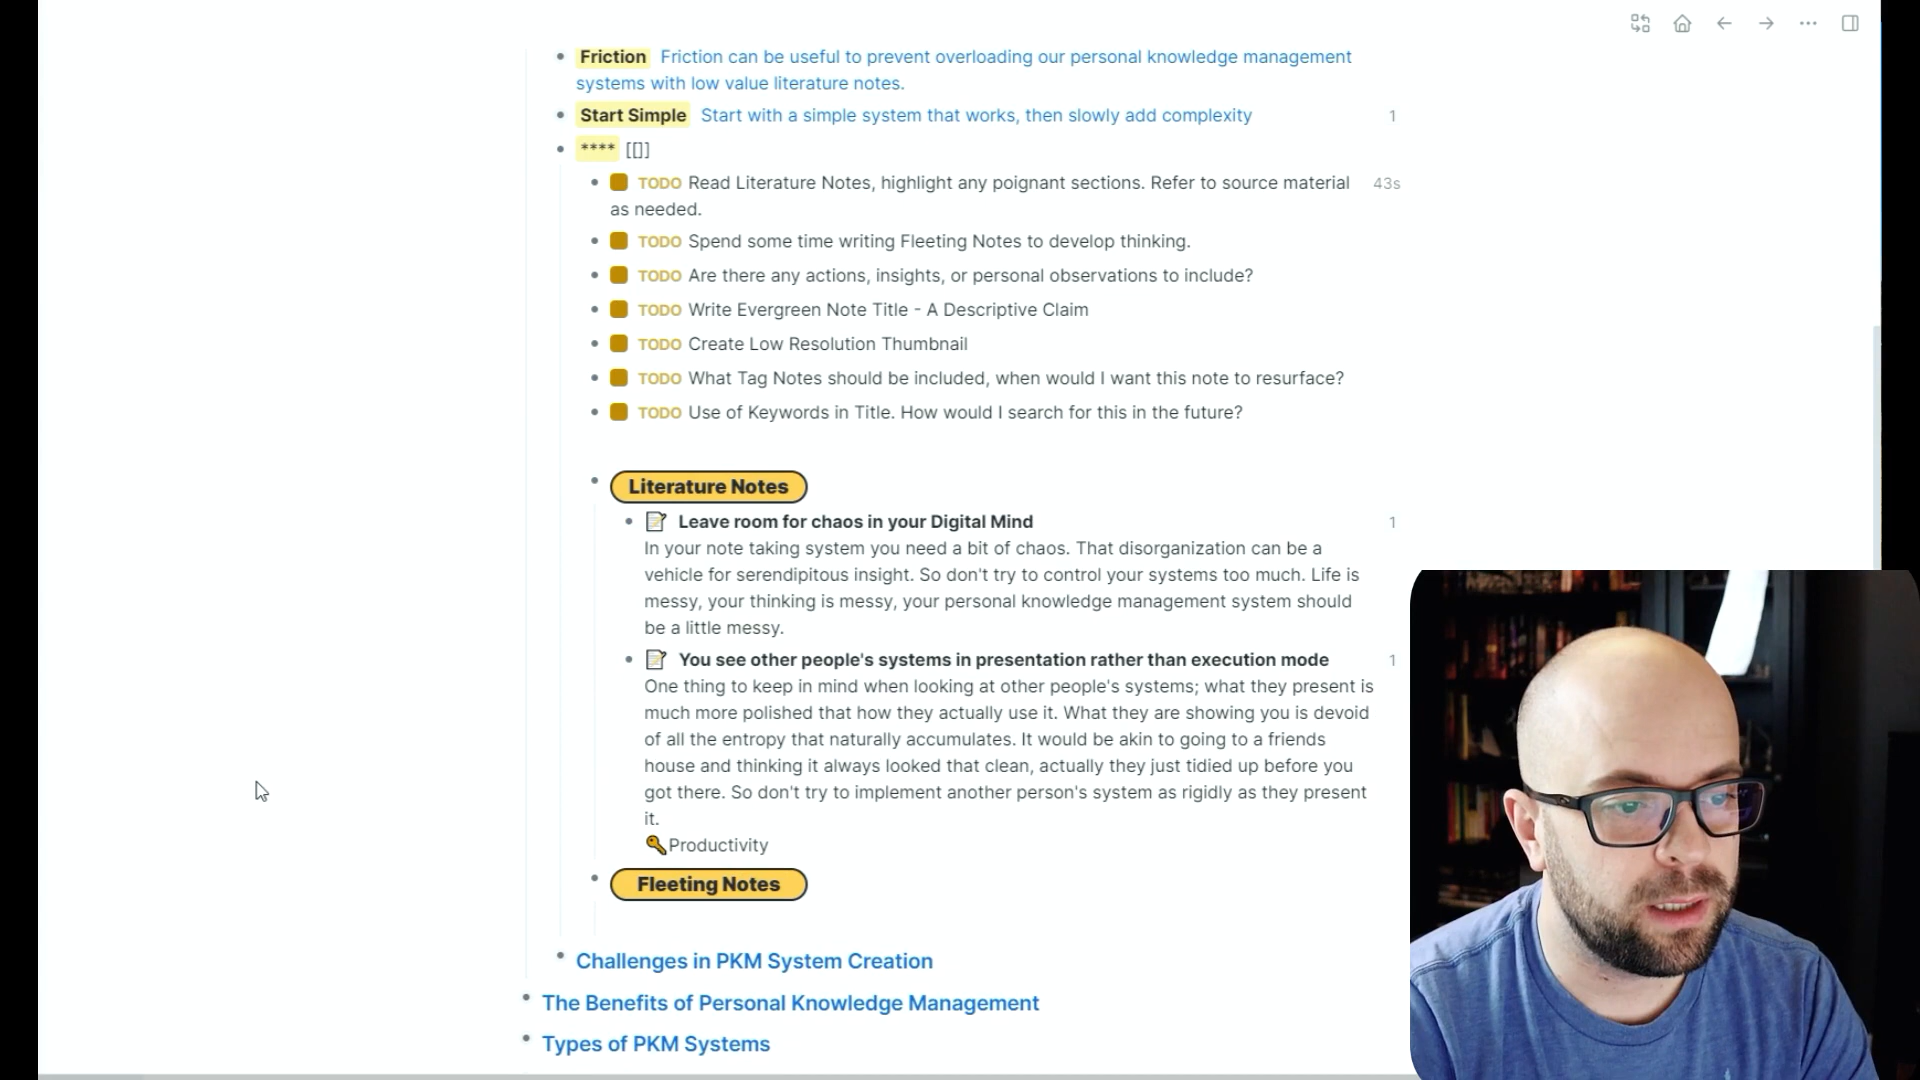 Friction Friction can be useful to prevent overloading our personal knowledge management
systems with low value literature notes.
Start Simple Start with a simple system that works, then slowly add complexity 1
**** [[]]
TODO Read Literature Notes, highlight any poignant sections. Refer to source material 43s
as needed.
TODO Spend some time writing Fleeting Notes to develop thinking.
TODO Are there any actions, insights, or personal observations to include?
TODO Write Evergreen Note Title - A Descriptive Claim
TODO Create Low Resolution Thumbnail
TODO What Tag Notes should be included, when would I want this note to resurface?
TODO Use of Keywords in Title. How would I search for this in the future?
Literature Notes
Leave room for chaos in your Digital Mind 1
In your note taking system you need a bit of chaos. That disorganization can be a
vehicle for serendipitous insight. So don't try to control your systems too much. Life is
messy, your thinking is messy, your personal knowledge management system should
be a little messy.
You see other people's systems in presentation rather than execution mode 1
One thing to keep in mind when looking at other people's systems; what they present is
much more polished that how they actually use it. What they are showing you is devoid
of all the entropy that naturally accumulates. It would be akin to going to a friends
house and thinking it always looked that clean, actually they just tidied up before you
got there. So don't try to implement another person's system as rigidly as they present
it.
Productivity
Fleeting Notes
Challenges in PKM System Creation
The Benefits of Personal Knowledge Management
Types of PKM Systems